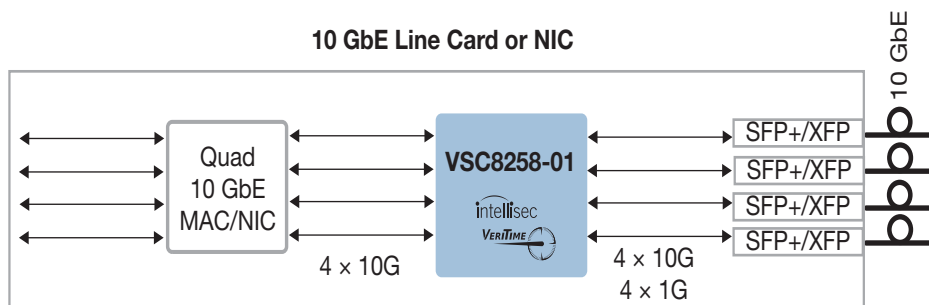 10 GbE Line Card or NIC
10 GbE
Quad
10 GbE
MAC/NIC
4 × 10G
VSC8258-01
intellisec
VERITIME
4 × 10G
4 × 1G
SFP+/XFP
SFP+/XFP
SFP+/XFP
SFP+/XFP